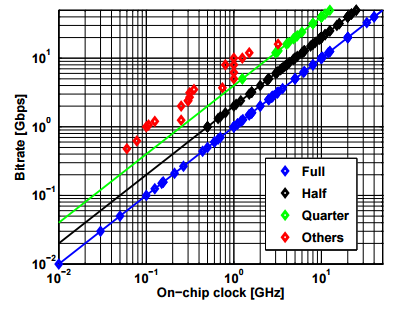 Bitrate [Gbps]
10¹
10⁰
10⁻¹
10⁻²
Full
Half
Quarter
Others
10⁻² 10⁻¹ 10⁰ 10¹
On-chip clock [GHz]